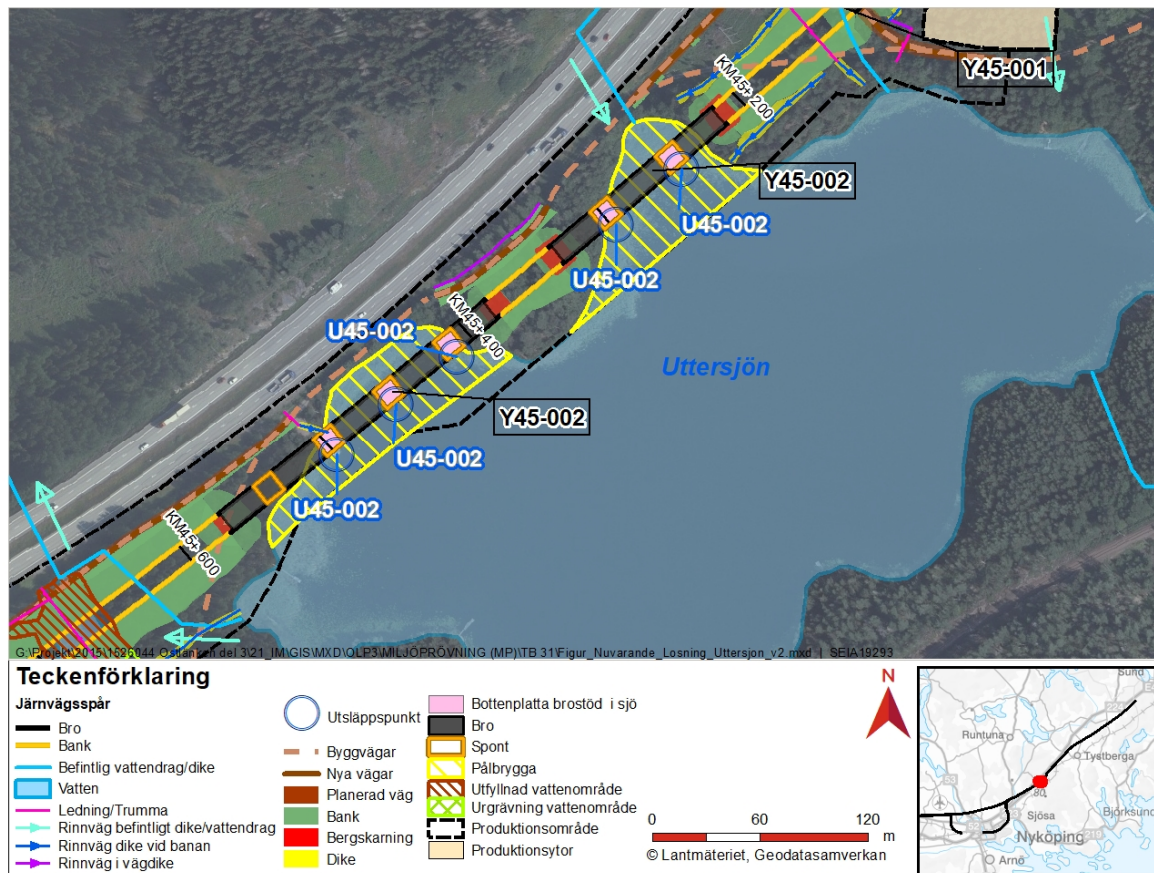 Y45-001
KM45+200
Y45-002
U45-002
U45-002
U45-002
KM45+400
Uttersjön
Y45-002
U45-002
U45-002
KM45+600
G:\Projekt\2015\1526044_Ostlänken del 3\21_IM\GIS\MXD\OLP3\MILJÖPRÖVNING (MP)\TB 31\Figur_Nuvarande_Losning_Uttersjon_v2.mxd | SEIA19293
Teckenförklaring
Järnvägsspår
Bro
Bank
Befintlig vattendrag/dike
Vatten
Ledning/Trumma
Rinnväg befintligt dike/vattendrag
Rinnväg dike vid banan
Rinnväg i vägdike
Utsläppspunkt
Byggvägar
Nya vägar
Planerad väg
Bank
Bergskärning
Dike
Bottenplatta brostöd i sjö
Bro
Spont
Pålbrygga
Utfyllnad vattenområde
Urgrävning vattenområde
Produktionsområde
Produktionsytor
N
0 60 120
m
© Lantmäteriet, Geodatasamverkan
Sund
Runtuna
Tystberga
Sjösa
Björksund
Nyköping
Arnö